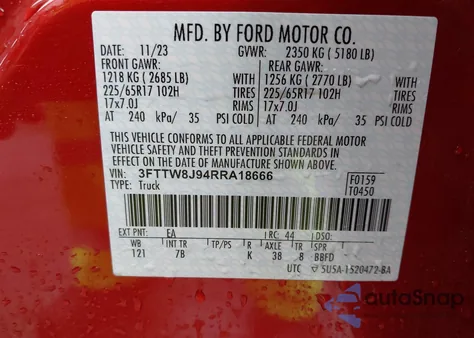 MFD. BY FORD MOTOR CO.
DATE: 11/23 GVWR: 2350 KG ( 5180 LB)
FRONT GAWR: REAR GAWR:
1218 KG ( 2685 LB) WITH 1256 KG ( 2770 LB) WITH
225/65R17 102H TIRES 225/65R17 102H TIRES
17x7.0J RIMS 17x7.0J RIMS
AT 240 kPa/ 35 PSI COLD AT 240 kPa/ 35 PSI COLD
THIS VEHICLE CONFORMS TO ALL APPLICABLE FEDERAL MOTOR
VEHICLE SAFETY AND THEFT PREVENTION STANDARDS IN
EFFECT ON THE DATE OF MANUFACTURE SHOWN ABOVE.
VIN: 3FTTW8J94RRA18666 F0159
TYPE: Truck T0450
EXT PNT: EA RC: 44 DSO:
WB INT TR TP/PS R AXLE TR SPR
121 7B K 38 8 BBFD
UTC 5U5A-1520472-BA
autoSnap